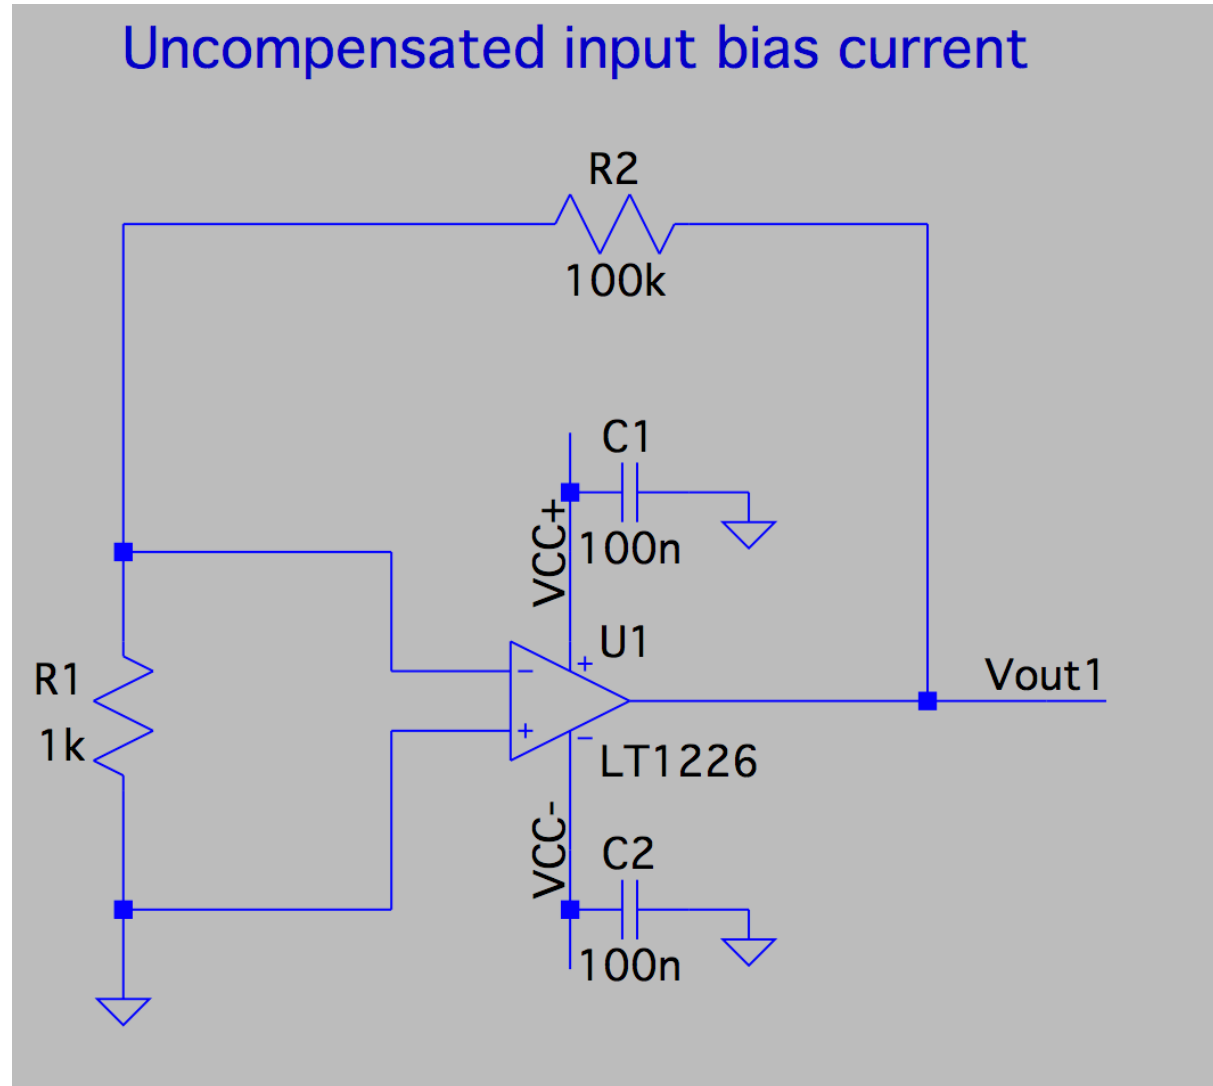 Uncompensated input bias current
R2
100k
C1
100n
VCC+
R1
1k
U1
+
−
+
−
LT1226
Vout1
VCC-
C2
100n